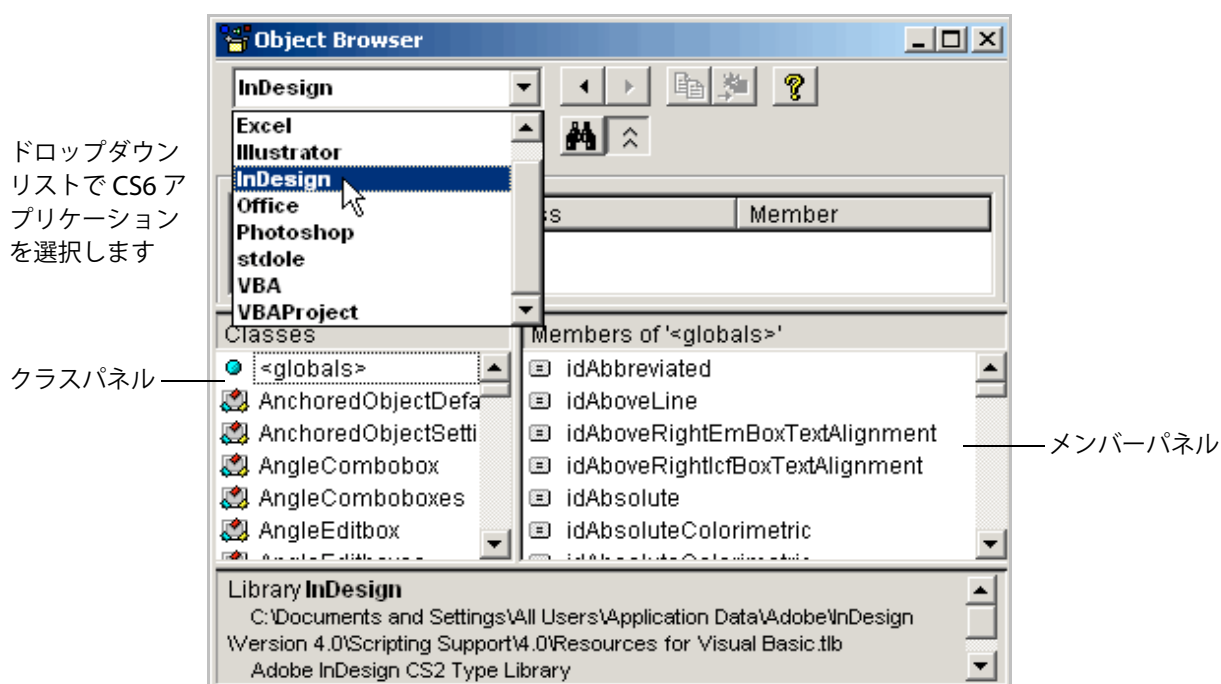 Object Browser
InDesign
Excel
Illustrator
InDesign
Office
Photoshop
stdole
VBA
VBAProject
ドロップダウン
リストで CS6 ア
プリケーション
を選択します
ss
Member
Classes
Members of '<globals>'
クラスパネル
<globals>
AnchoredObjectDefa
AnchoredObjectSetti
AngleCombobox
AngleComboboxes
AngleEditbox
idAbbreviated
idAboveLine
idAboveRightEmBoxTextAlignment
idAboveRightIcfBoxTextAlignment
idAbsolute
idAbsoluteColorimetric
メンバーパネル
Library InDesign
C:\Documents and Settings\All Users\Application Data\Adobe\InDesign
\Version 4.0\Scripting Support\4.0\Resources for Visual Basic.tlb
Adobe InDesign CS2 Type Library